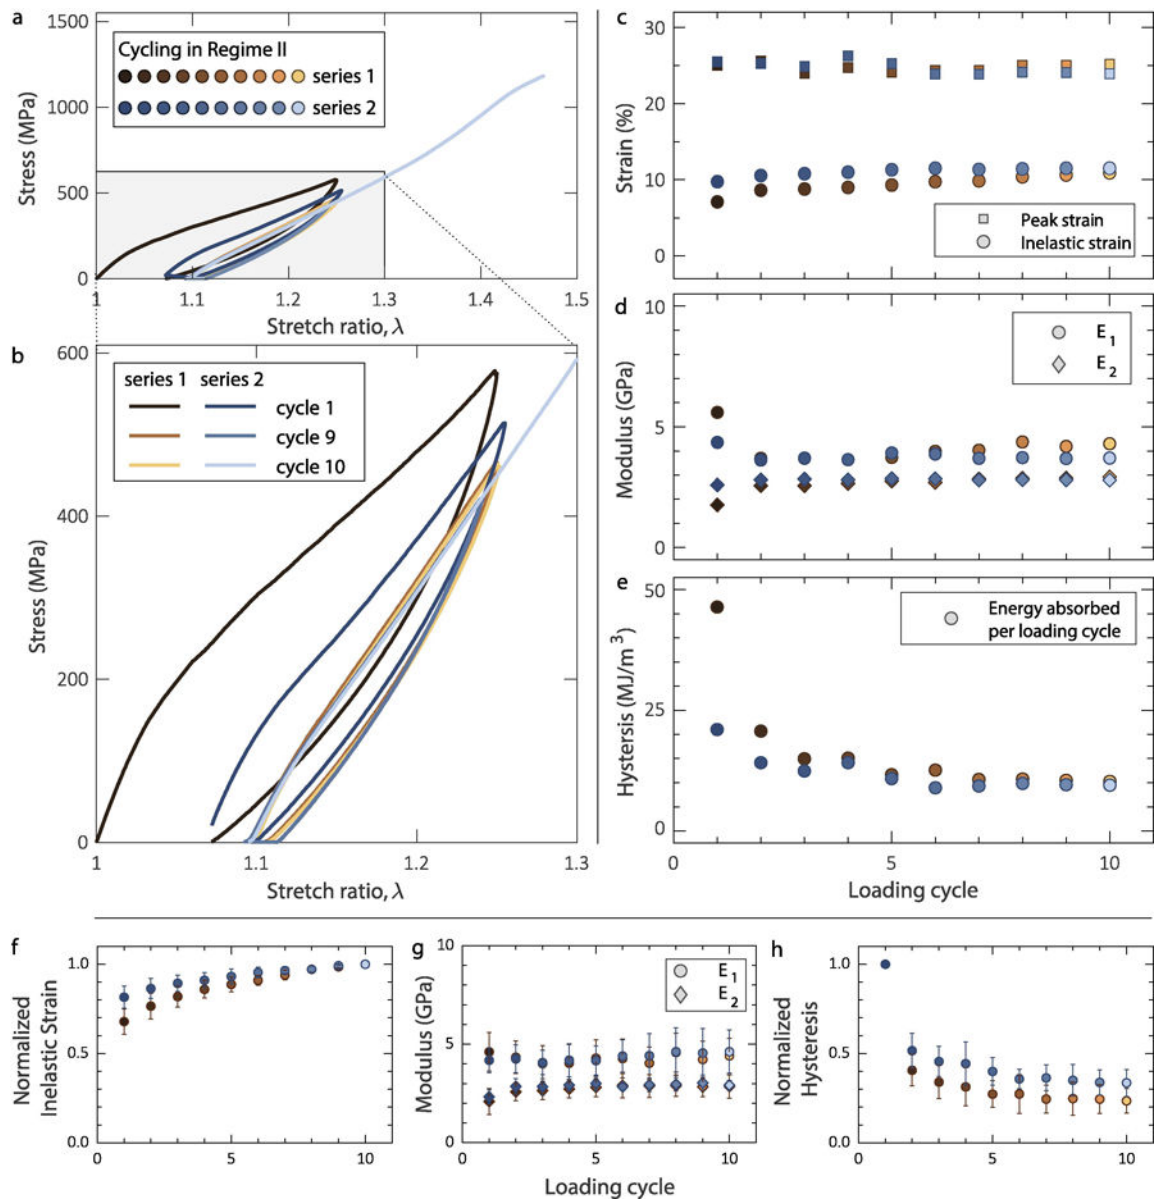 a
1500
1000
500
0
Stress (MPa)
Cycling in Regime II
series 1
series 2
1 1.1 1.2 1.3 1.4 1.5
Stretch ratio, λ
b
600
400
200
0
Stress (MPa)
series 1 series 2
cycle 1
cycle 9
cycle 10
1 1.1 1.2 1.3
Stretch ratio, λ
c
30
20
10
0
Strain (%)
Peak strain
Inelastic strain
d
10
5
0
Modulus (GPa)
E1
E2
e
50
25
0
Hystersis (MJ/m3)
Energy absorbed
per loading cycle
0 5 10
Loading cycle
f
1.0
0.5
0.0
Normalized
Inelastic Strain
0 5 10
g
10
5
0
Modulus (GPa)
E1
E2
0 5 10
Loading cycle
h
1.0
0.5
0.0
Normalized
Hysteresis
0 5 10